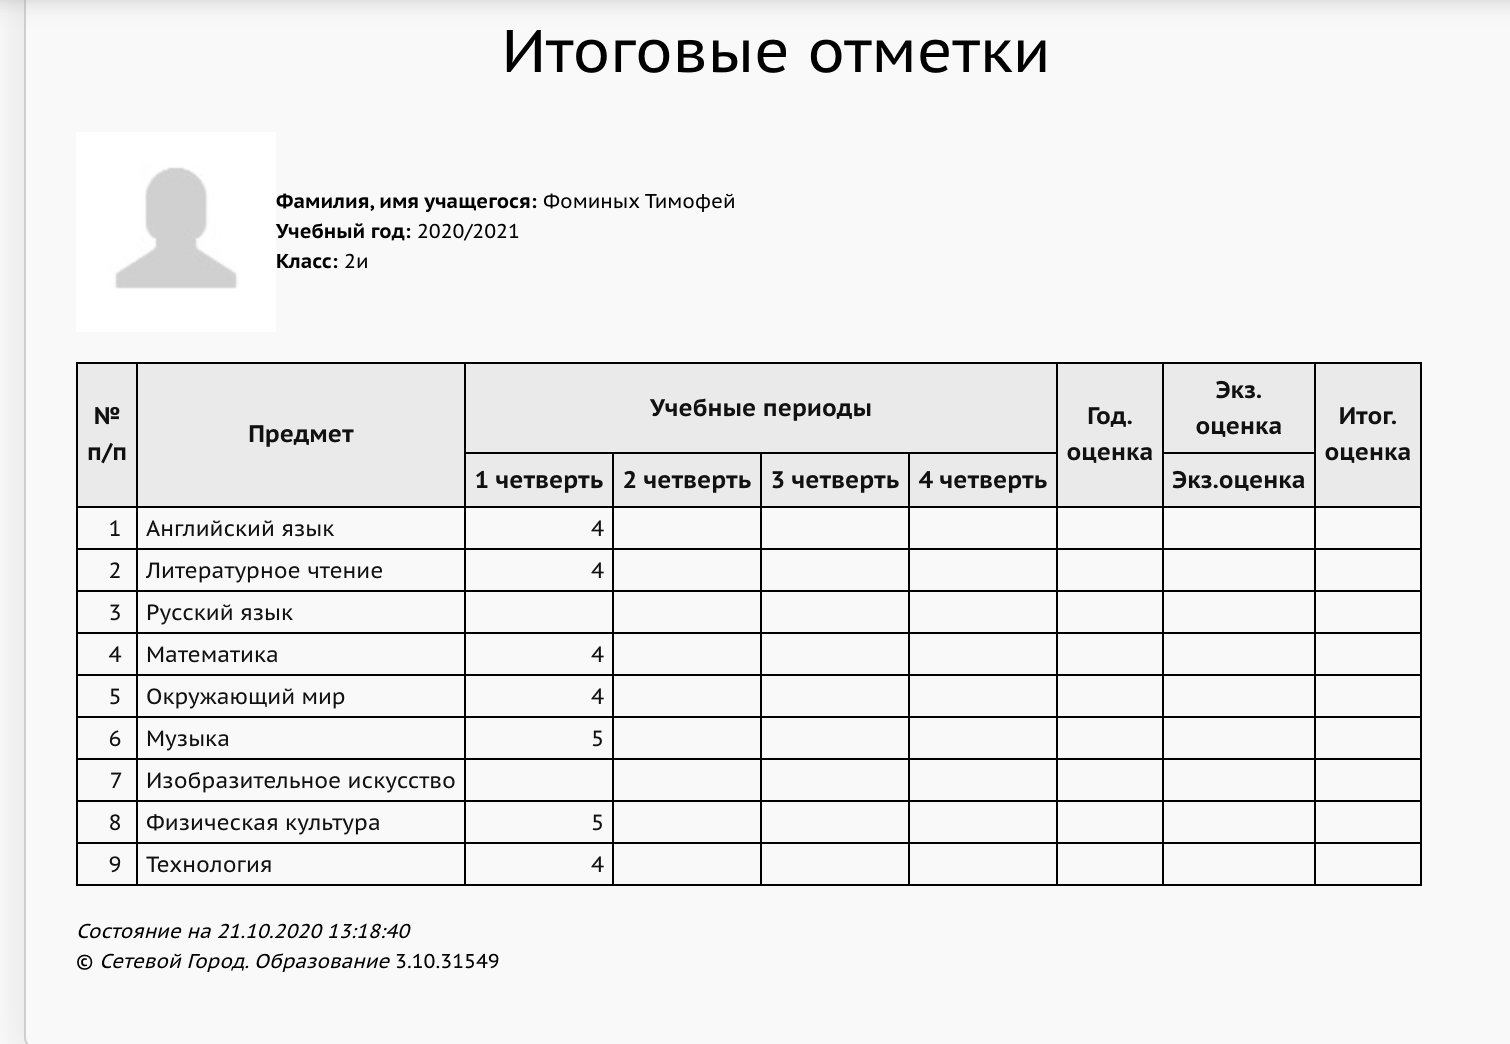 Итоговые отметки
Фамилия, имя учащегося: Фоминых Тимофей
Учебный год: 2020/2021
Класс: 2и
№ п/п Предмет Учебные периоды Год. оценка Экз. оценка Итог. оценка
1 четверть 2 четверть 3 четверть 4 четверть Экз.оценка
1 Английский язык 4
2 Литературное чтение 4
3 Русский язык
4 Математика 4
5 Окружающий мир 4
6 Музыка 5
7 Изобразительное искусство
8 Физическая культура 5
9 Технология 4
Состояние на 21.10.2020 13:18:40
© Сетевой Город. Образование 3.10.31549